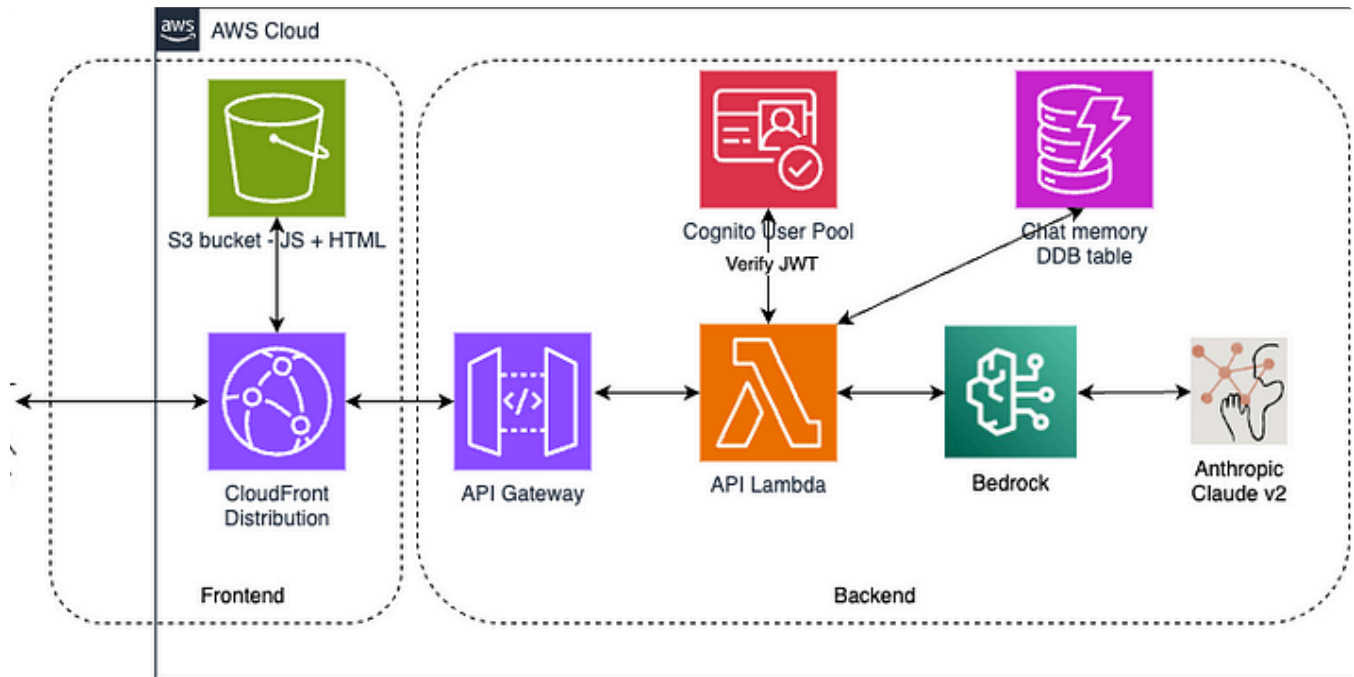 aws
AWS Cloud
S3 bucket - JS + HTML
Cognito User Pool
Verify JWT
Chat memory
DDB table
</>
CloudFront
Distribution
API Gateway
API Lambda
Bedrock
Anthropic
Claude v2
Frontend
Backend